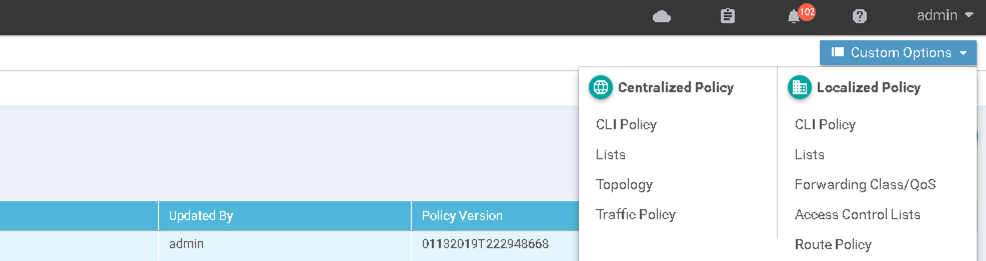 102
admin
Custom Options
Centralized Policy
CLI Policy
Lists
Topology
Traffic Policy
Localized Policy
CLI Policy
Lists
Forwarding Class/QoS
Access Control Lists
Route Policy
Updated By
Policy Version
admin
01132019T222948668